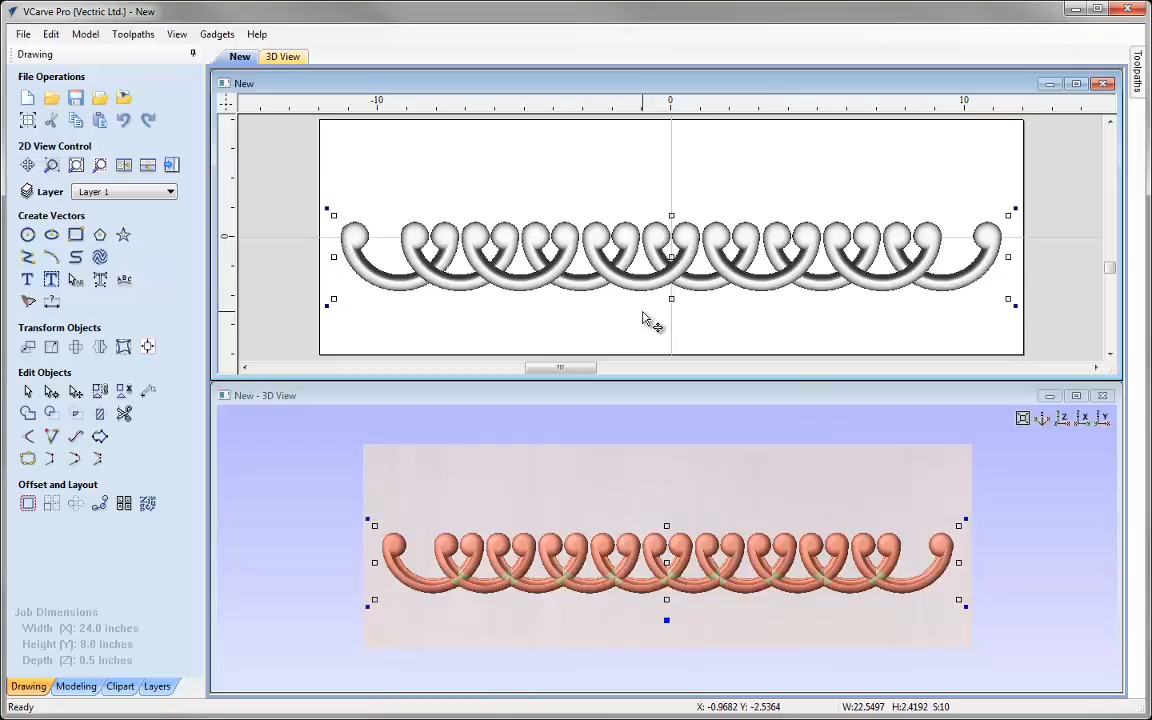 VCarve Pro {Vectric Ltd.} - New
File Edit Model Toolpaths View Gadgets Help
Drawing
New 3D View
Toolpaths
File Operations
2D View Control
Layer Layer 1
Create Vectors
Transform Objects
Edit Objects
Offset and Layout
Job Dimensions
Width (X): 24.0 inches
Height (Y): 8.0 inches
Depth (Z): 0.5 inches
Drawing Modeling Clipart Layers
New
-10 0 10
0
New - 3D View
Z X Y
Ready
X: -0.9682 Y: -2.5364
W:22.5497 H:2.4192 S:10